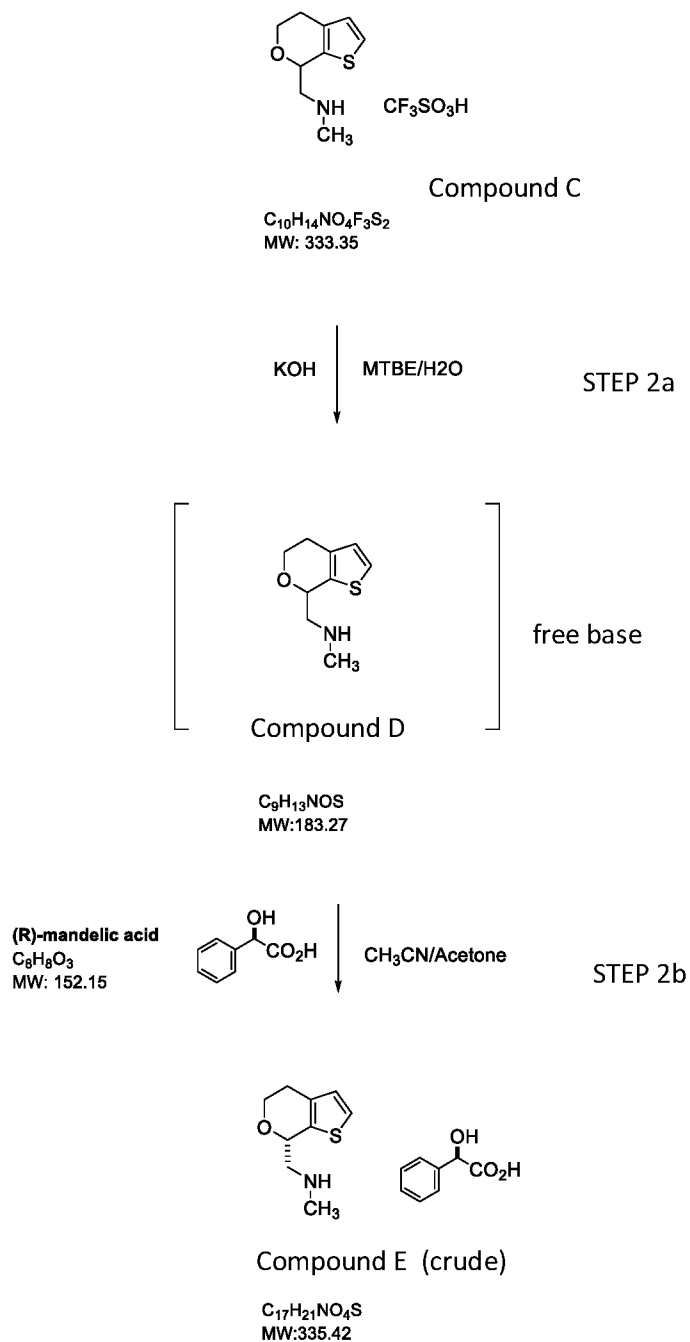 O
S
NH
CH₃
CF₃SO₃H
Compound C
C₁₀H₁₄NO₄F₃S₂
MW: 333.35
KOH
MTBE/H2O
STEP 2a
O
S
NH
CH₃
free base
Compound D
C₉H₁₃NOS
MW:183.27
(R)-mandelic acid
C₈H₈O₃
MW: 152.15
OH
CO₂H
CH₃CN/Acetone
STEP 2b
O
S
NH
CH₃
OH
CO₂H
Compound E (crude)
C₁₇H₂₁NO₄S
MW:335.42